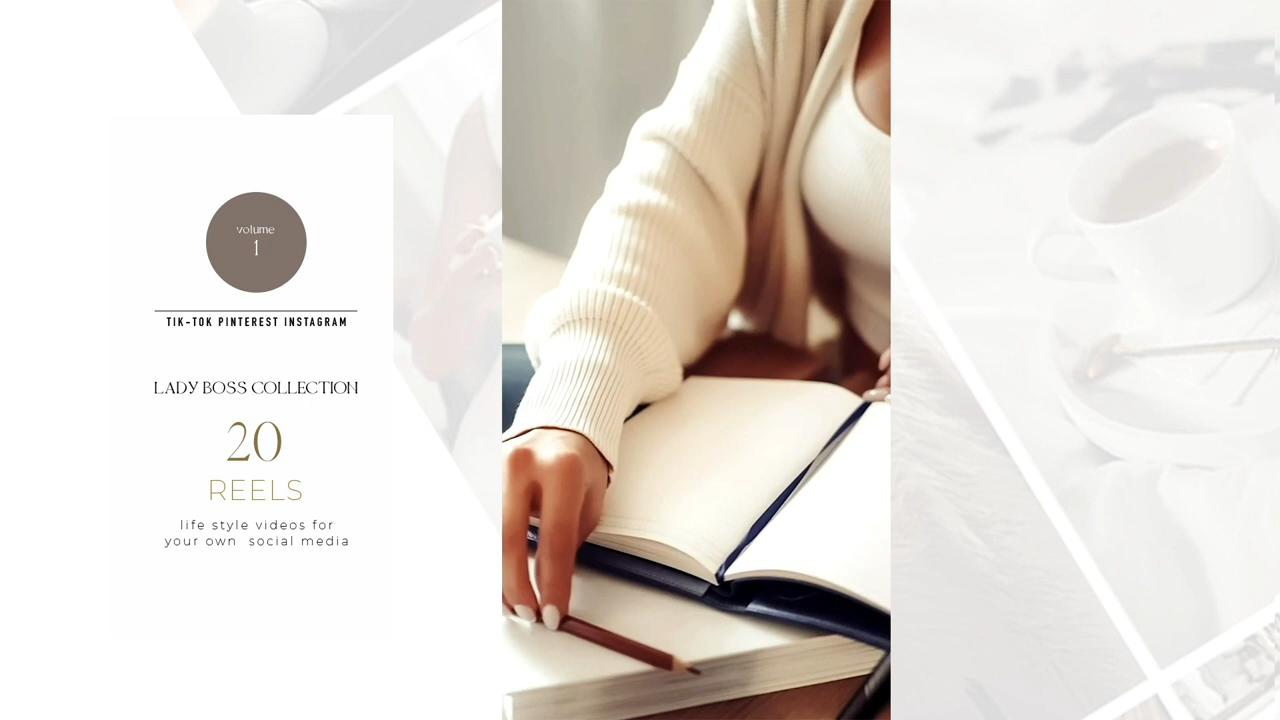 volume
1
TIK-TOK PINTEREST INSTAGRAM
LADY BOSS COLLECTION
20
REELS
life style videos for
your own social media